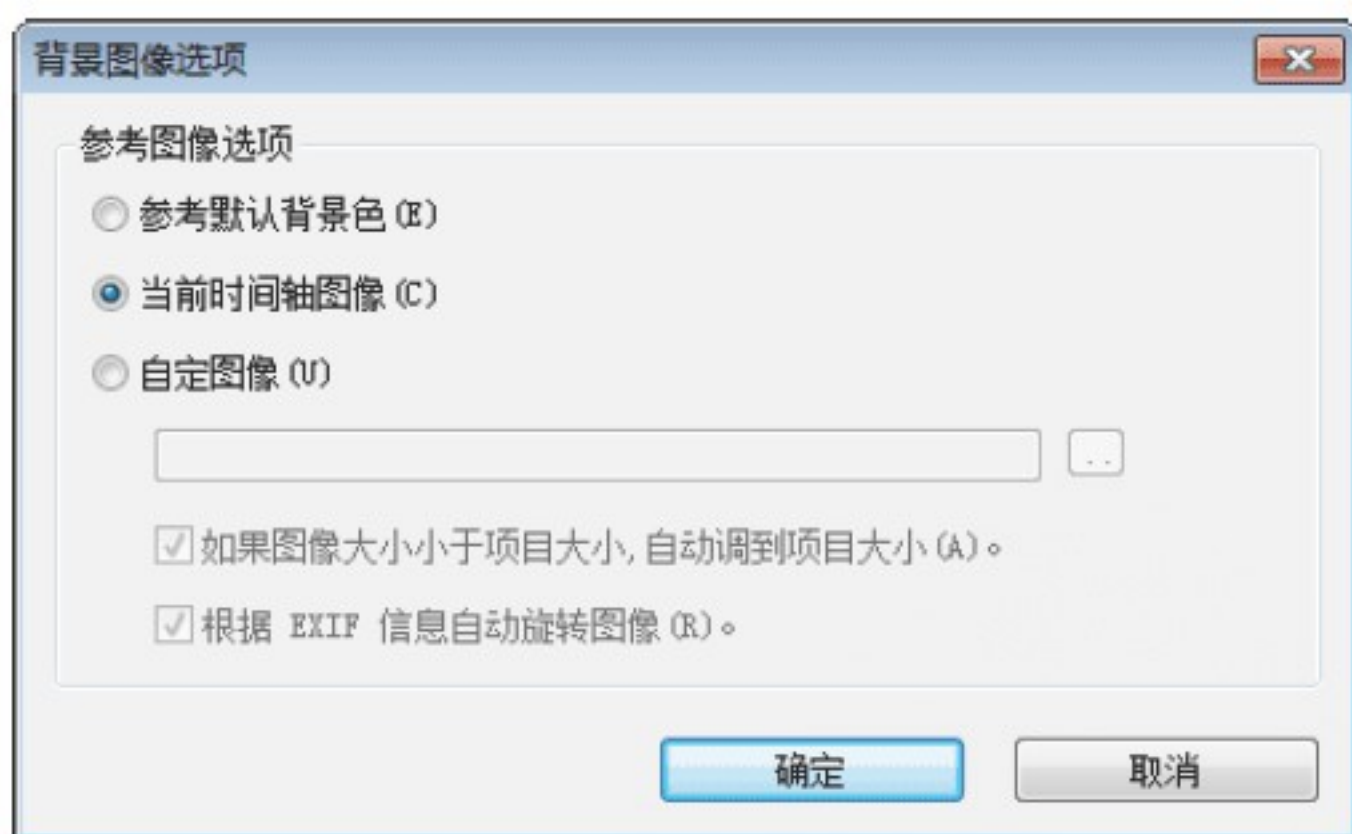 背景图像选项
参考图像选项
参考默认背景色(E)
当前时间轴图像(C)
自定图像(U)
..
如果图像大小小于项目大小,自动调到项目大小(A)。
根据 EXIF 信息自动旋转图像(R)。
确定 取消